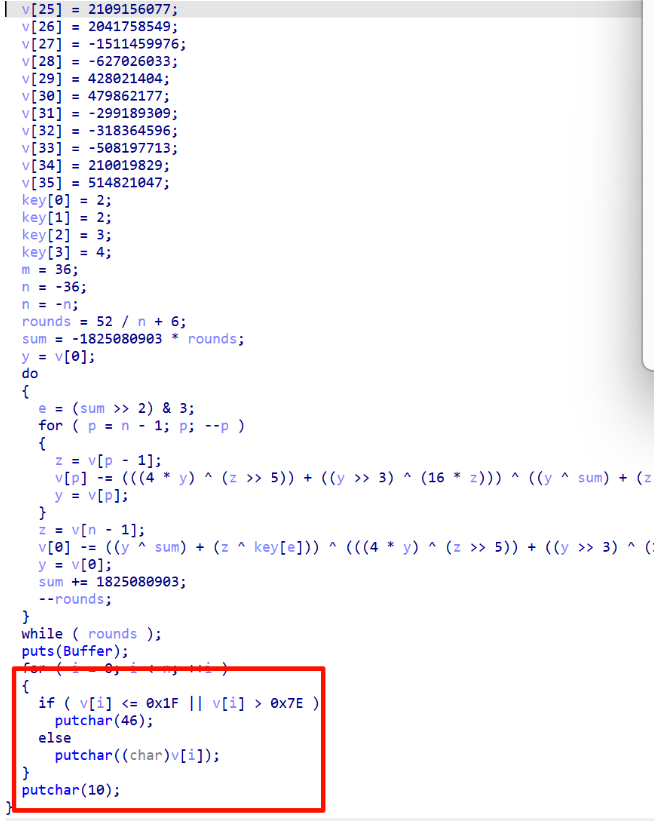 v[25] = 2109156077;
v[26] = 2041758549;
v[27] = -1511459976;
v[28] = -627026033;
v[29] = 428021404;
v[30] = 479862177;
v[31] = -299189309;
v[32] = -318364596;
v[33] = -508197713;
v[34] = 210019829;
v[35] = 514821047;
key[0] = 2;
key[1] = 2;
key[2] = 3;
key[3] = 4;
m = 36;
n = -36;
n = -n;
rounds = 52 / n + 6;
sum = -1825080903 * rounds;
y = v[0];
do
{
e = (sum >> 2) & 3;
for ( p = n - 1; p; --p )
{
z = v[p - 1];
v[p] -= (((4 * y) ^ (z >> 5)) + ((y >> 3) ^ (16 * z))) ^ ((y ^ sum) + (z
y = v[p];
}
z = v[n - 1];
v[0] -= ((y ^ sum) + (z ^ key[e])) ^ (((4 * y) ^ (z >> 5)) + ((y >> 3) ^ (
y = v[0];
sum += 1825080903;
--rounds;
}
while ( rounds );
puts(Buffer);
for ( i = 0; i < n; ++i )
{
if ( v[i] <= 0x1F || v[i] > 0x7E )
putchar(46);
else
putchar((char)v[i]);
}
putchar(10);
}